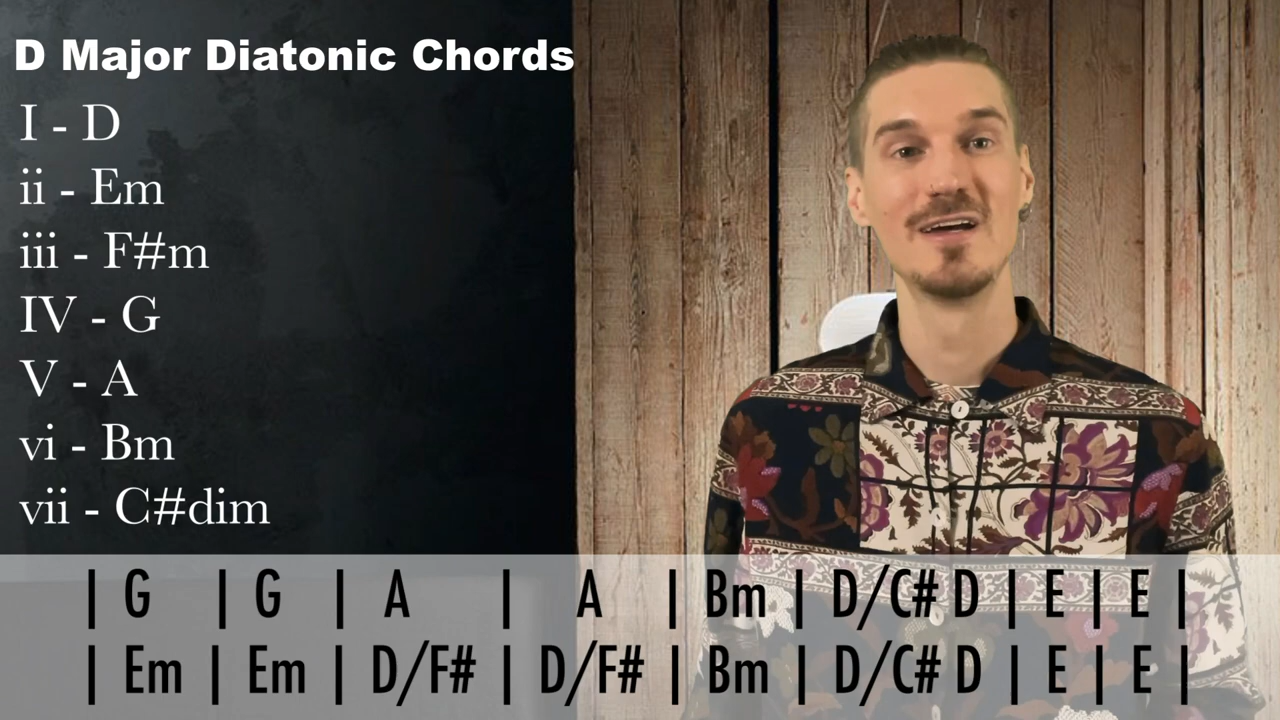 D Major Diatonic Chords
I - D
ii - Em
iii - F#m
IV - G
V - A
vi - Bm
vii - C#dim
| G | G | A | A | Bm | D/C# D | E | E |
| Em | Em | D/F# | D/F# | Bm | D/C# D | E | E |